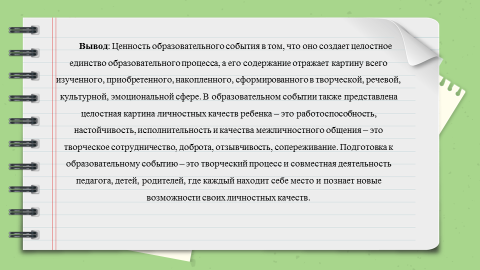 Вывод: Ценность образовательного события в том, что оно создает целостное
единство образовательного процесса, а его содержание отражает картину всего
изученного, приобретенного, накопленного, сформированного в творческой, речевой,
культурной, эмоциональной сфере. В образовательном событии также представлена
целостная картина личностных качеств ребенка – это работоспособность,
настойчивость, исполнительность и качества межличностного общения – это
творческое сотрудничество, доброта, отзывчивость, сопереживание. Подготовка к
образовательному событию – это творческий процесс и совместная деятельность
педагога, детей, родителей, где каждый находит себе место и познает новые
возможности своих личностных качеств.